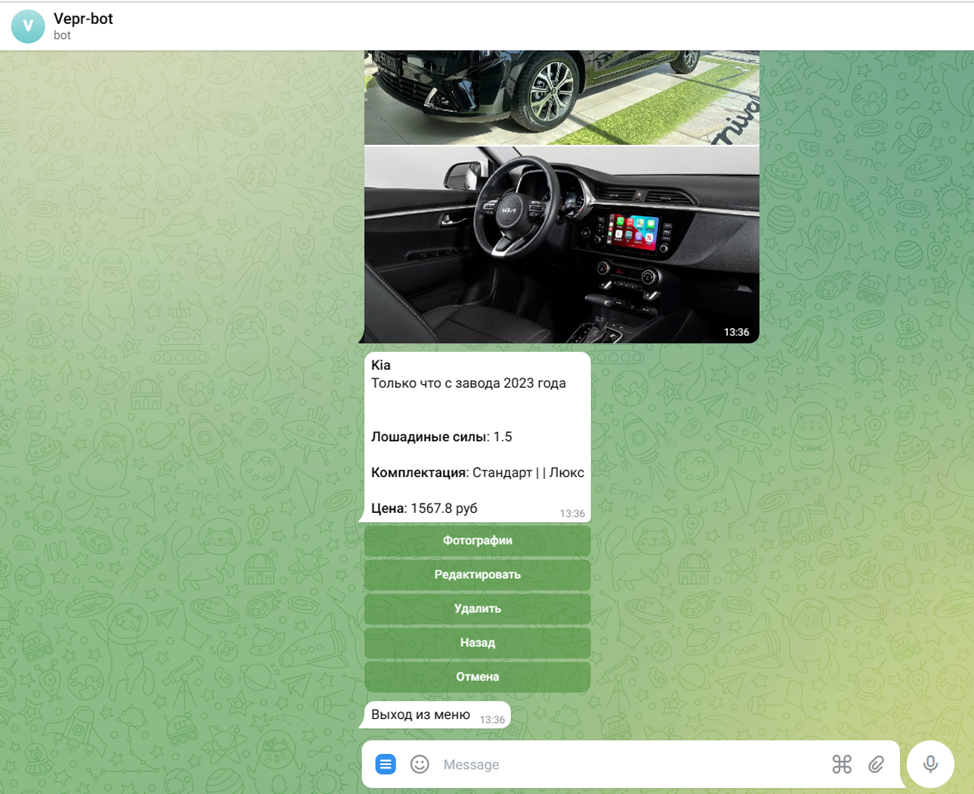 V
Vepr-bot
bot
KIA
13:36
Kia
Только что с завода 2023 года
Лошадиные силы: 1.5
Комплектация: Стандарт | | Люкс
Цена: 1567.8 руб
13:36
Фотографии
Редактировать
Удалить
Назад
Отмена
Выход из меню 13:36
Message